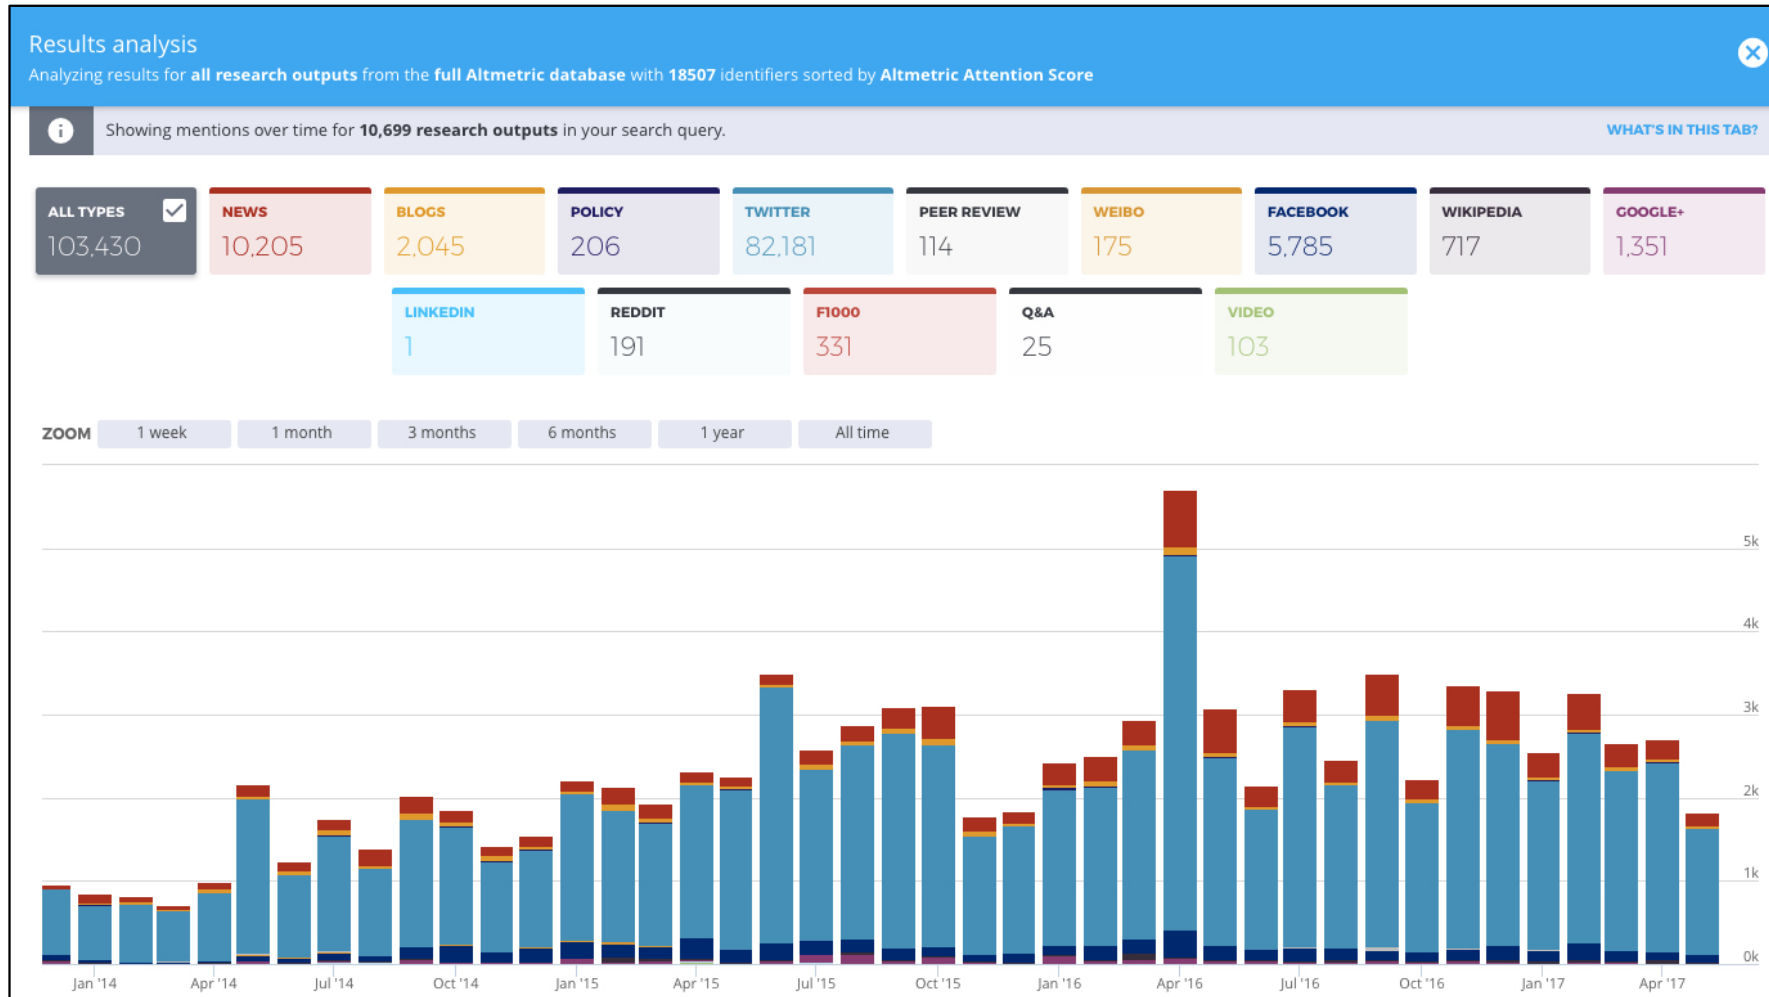 Results analysis
Analyzing results for all research outputs from the full Altmetric database with 18507 identifiers sorted by Altmetric Attention Score
Showing mentions over time for 10,699 research outputs in your search query.
WHAT'S IN THIS TAB?
ALL TYPES NEWS BLOGS POLICY TWITTER PEER REVIEW WEIBO FACEBOOK WIKIPEDIA GOOGLE+
103,430 10,205 2,045 206 82,181 114 175 5,785 717 1,351
LINKEDIN REDDIT F1000 Q&A VIDEO
1 191 331 25 103
ZOOM 1 week 1 month 3 months 6 months 1 year All time
5k
4k
3k
2k
1k
0k
Jan '14 Apr '14 Jul '14 Oct '14 Jan '15 Apr '15 Jul '15 Oct '15 Jan '16 Apr '16 Jul '16 Oct '16 Jan '17 Apr '17